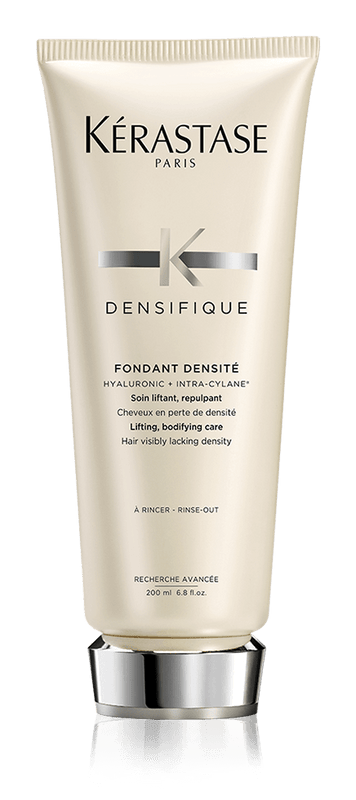 KÉRASTASE
PARIS
K
DENSIFIQUE
FONDANT DENSITÉ
HYALURONIC + INTRA-CYLANE®
Soin liftant, repulpant
Cheveux en perte de densité
Lifting, bodifying care
Hair visibly lacking density
À RINCER - RINSE-OUT
RECHERCHE AVANCÉE
200 ml 6.8 fl.oz.